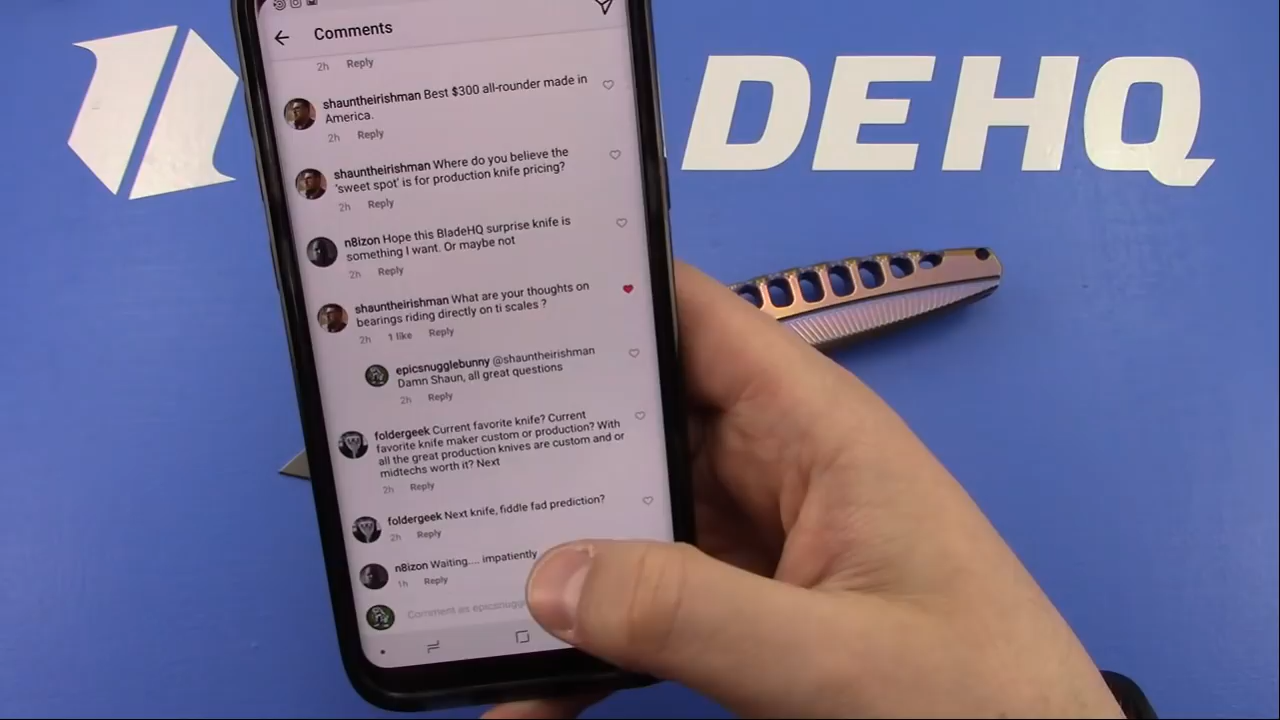 Comments
2h Reply
shauntheirishman Best $300 all-rounder made in
America.
2h Reply
shauntheirishman Where do you believe the
'sweet spot' is for production knife pricing?
2h Reply
n8izon Hope this BladeHQ surprise knife is
something I want. Or maybe not
2h Reply
shauntheirishman What are your thoughts on
bearings riding directly on ti scales ?
2h 1 like Reply
epicsnugglebunny @shauntheirishman
Damn Shaun, all great questions
2h Reply
foldergeek Current favorite knife? Current
favorite knife maker custom or production? With
all the great production knives are custom and or
midtechs worth it? Next
2h Reply
foldergeek Next knife, fiddle fad prediction?
2h Reply
n8izon Waiting.... impatiently
1h Reply
Comment as epicsnugg
DEHQ